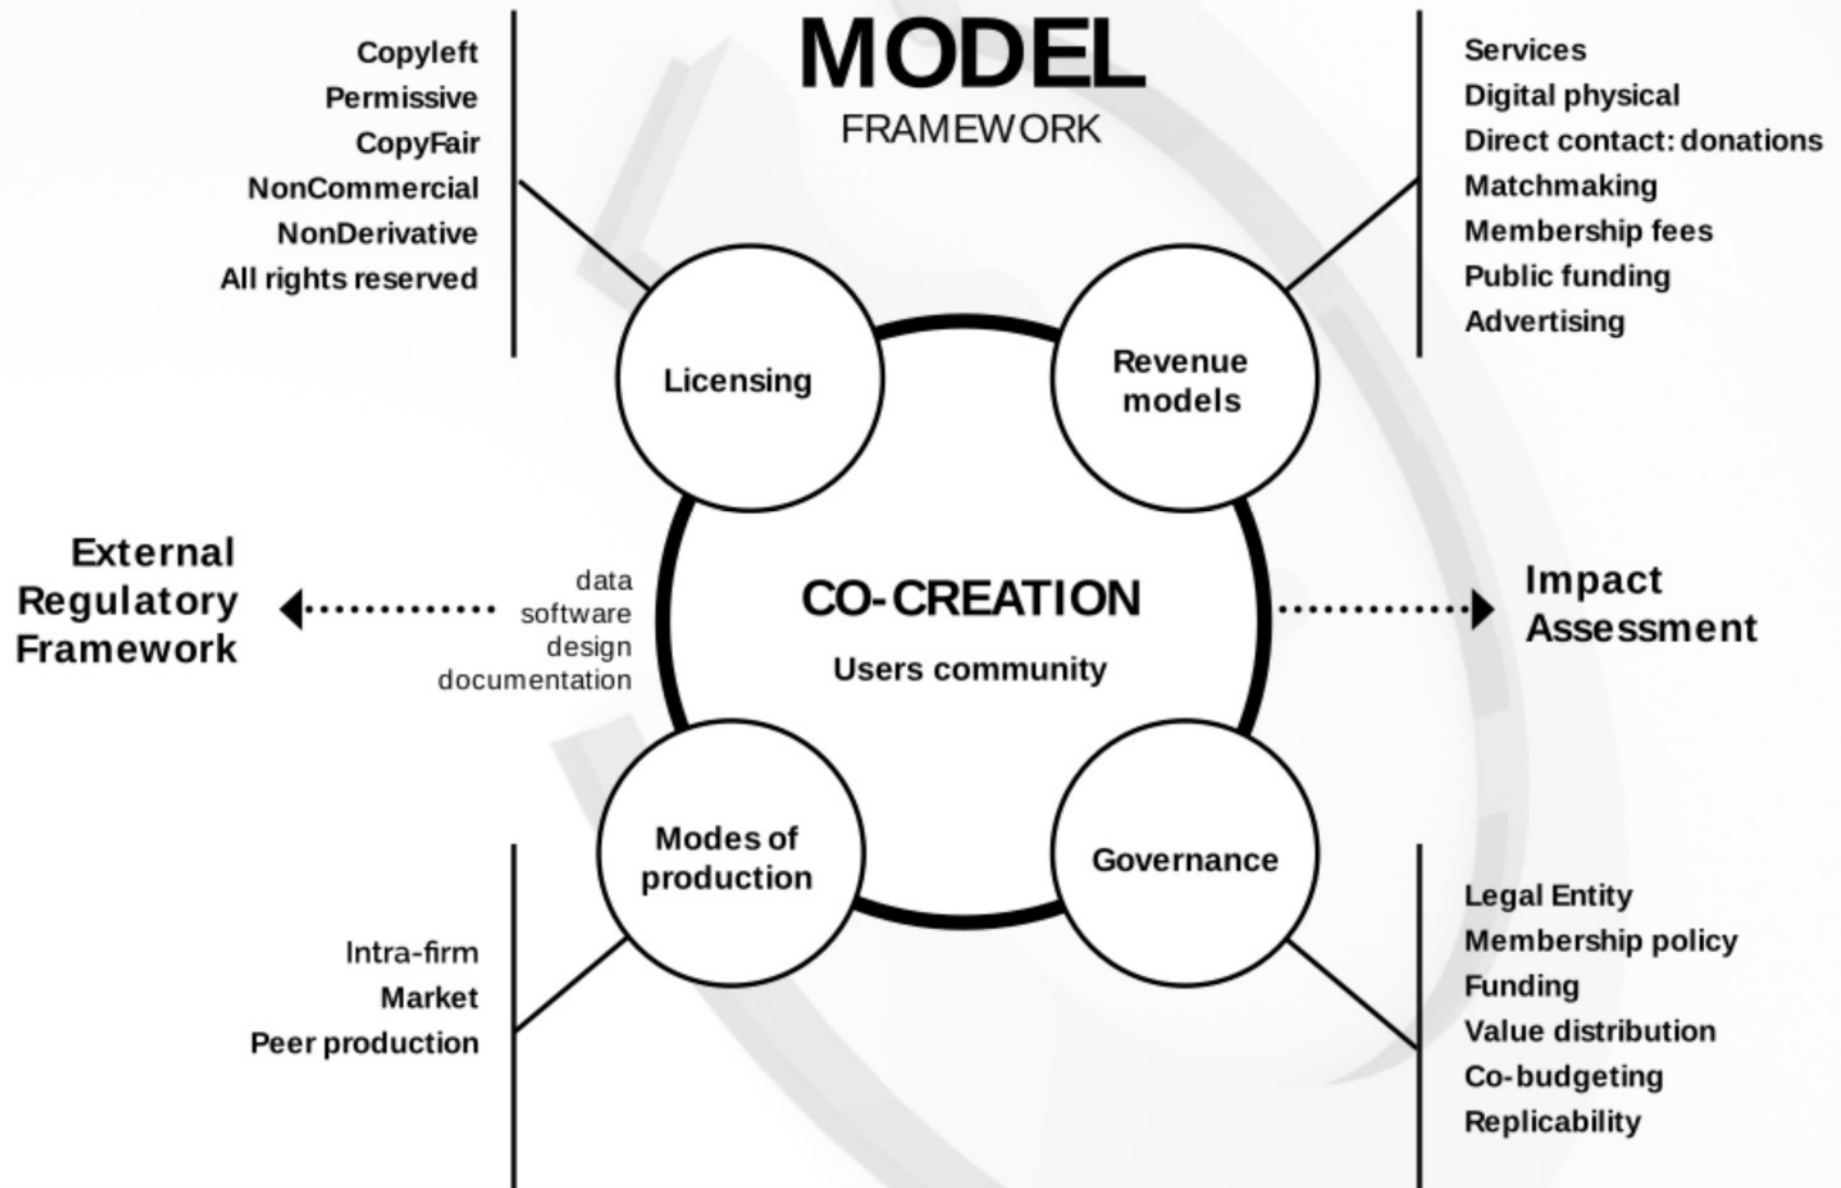 MODEL
FRAMEWORK
Copyleft
Permissive
CopyFair
NonCommercial
NonDerivative
All rights reserved
Services
Digital physical
Direct contact: donations
Matchmaking
Membership fees
Public funding
Advertising
Licensing
Revenue
models
External
Regulatory
Framework
data
software
design
documentation
CO-CREATION
Users community
Impact
Assessment
Modes of
production
Governance
Intra-firm
Market
Peer production
Legal Entity
Membership policy
Funding
Value distribution
Co-budgeting
Replicability